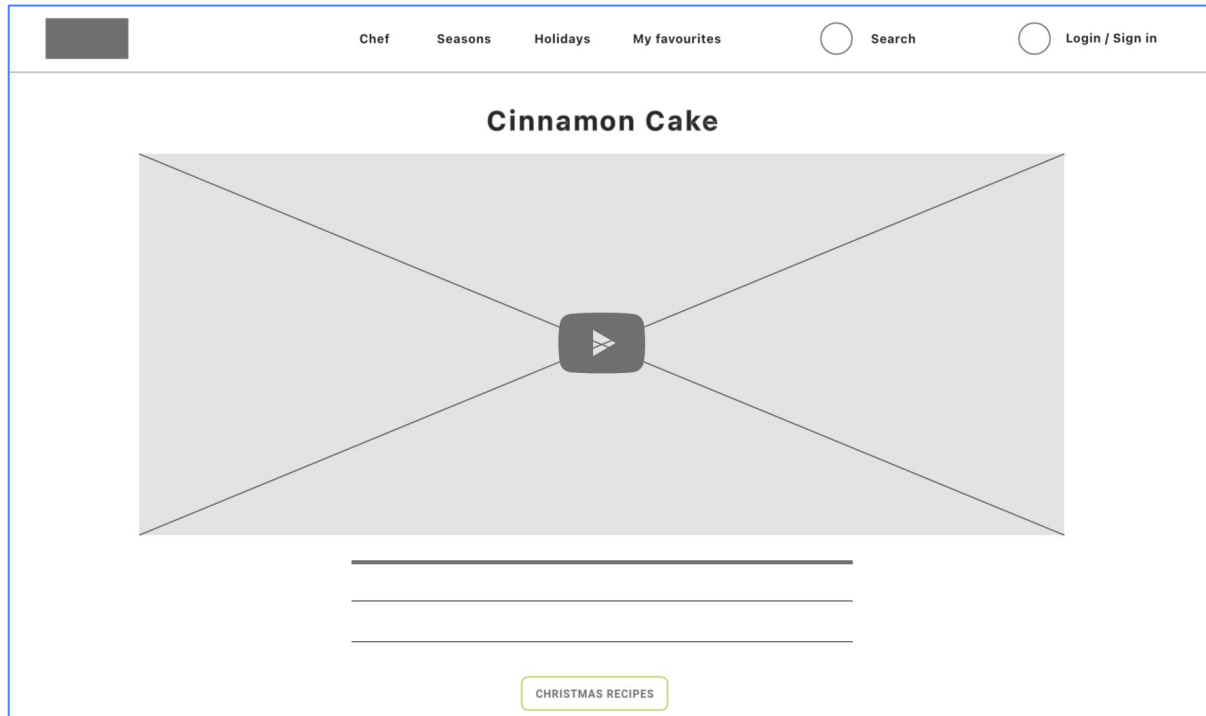 Chef Seasons Holidays My favourites Search Login / Sign in
Cinnamon Cake
CHRISTMAS RECIPES